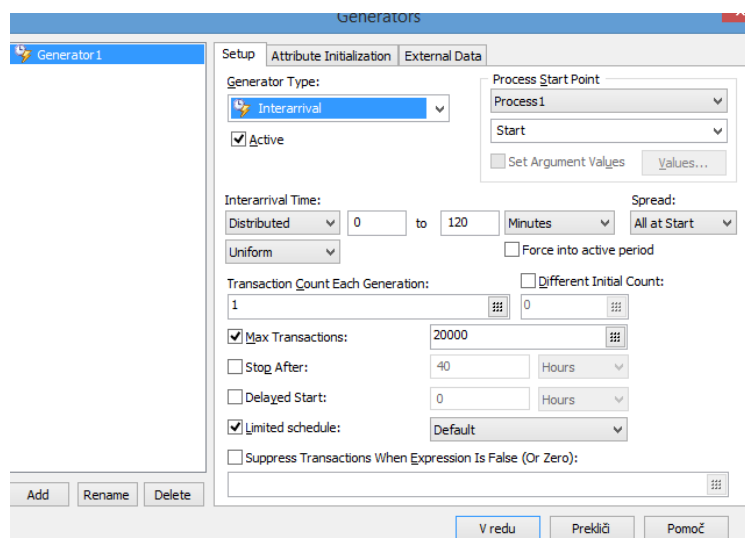 Generators
Generator1
Setup Attribute Initialization External Data
Generator Type:
Interarrival
Active
Process Start Point
Process1
Start
Set Argument Values Values...
Interarrival Time: Spread:
Distributed 0 to 120 Minutes All at Start
Uniform Force into active period
Transaction Count Each Generation: Different Initial Count:
1 0
Max Transactions: 20000
Stop After: 40 Hours
Delayed Start: 0 Hours
Limited schedule: Default
Suppress Transactions When Expression Is False (Or Zero):
Add Rename Delete
V redu Prekliči Pomoč